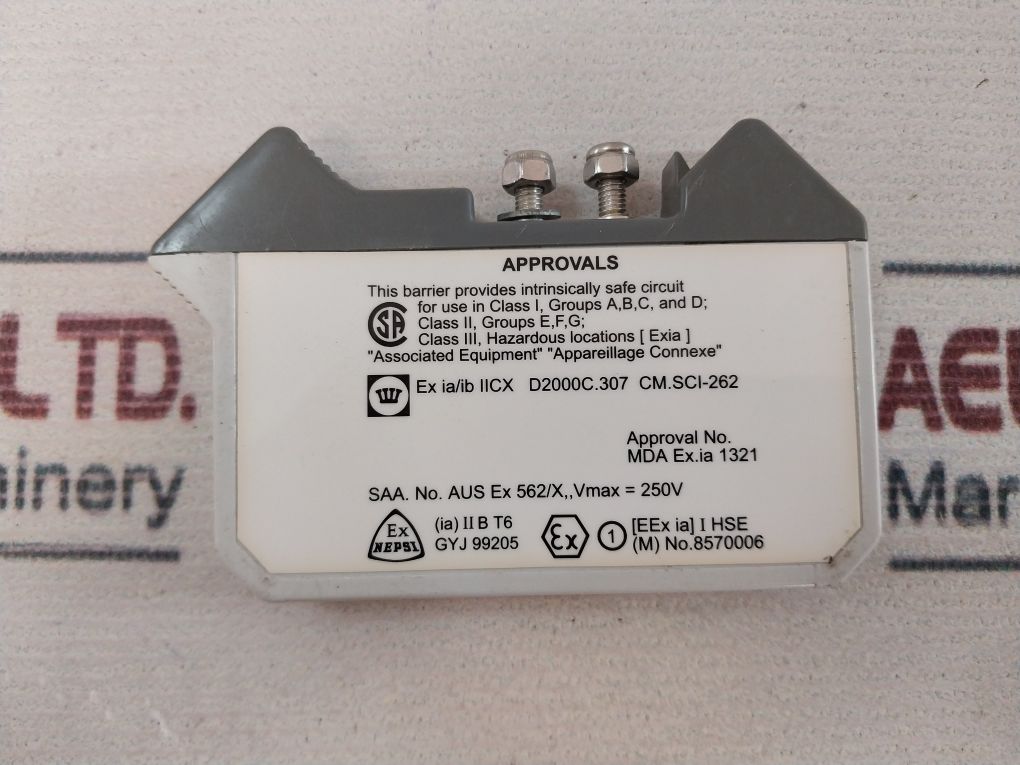 APPROVALS
This barrier provides intrinsically safe circuit
for use in Class I, Groups A,B,C, and D;
Class II, Groups E,F,G;
Class III, Hazardous locations [ Exia ]
"Associated Equipment" "Appareillage Connexe"
SA
Ex ia/ib IICX D2000C.307 CM.SCI-262
Approval No.
MDA Ex.ia 1321
SAA. No. AUS Ex 562/X,,Vmax = 250V
Ex
NEPSI
(ia) II B T6
GYJ 99205
Ex
1
[EEx ia] I HSE
(M) No.8570006
LTD.
hinery
AE
Mar